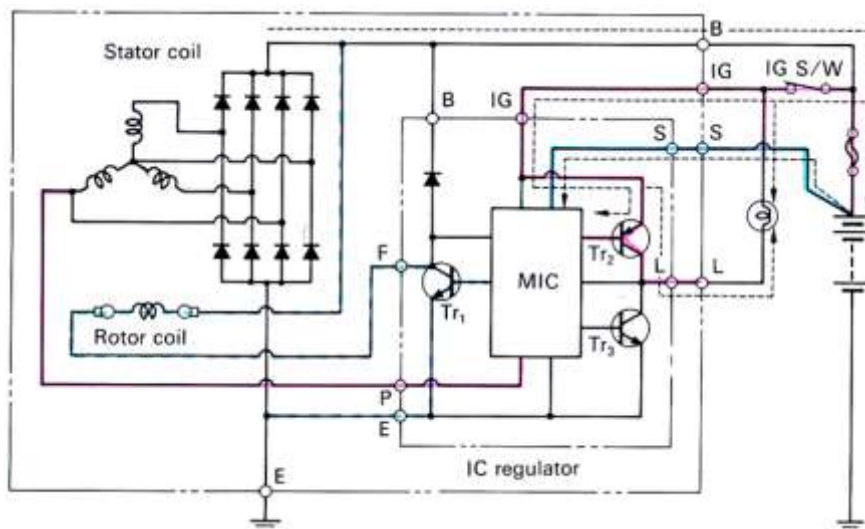 B
Stator coil
IG
IG S/W
B
IG
S
S
F
MIC
Tr₂
L
L
Tr₁
Rotor coil
Tr₃
P
E
IC regulator
E